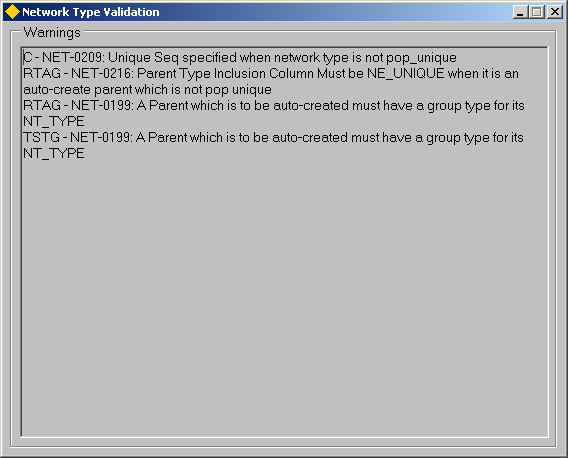 Network Type Validation
Warnings
C - NET-0209: Unique Seq specified when network type is not pop_unique
RTAG - NET-0216: Parent Type Inclusion Column Must be NE_UNIQUE when it is an
auto-create parent which is not pop unique
RTAG - NET-0199: A Parent which is to be auto-created must have a group type for its
NT_TYPE
TSTG - NET-0199: A Parent which is to be auto-created must have a group type for its
NT_TYPE